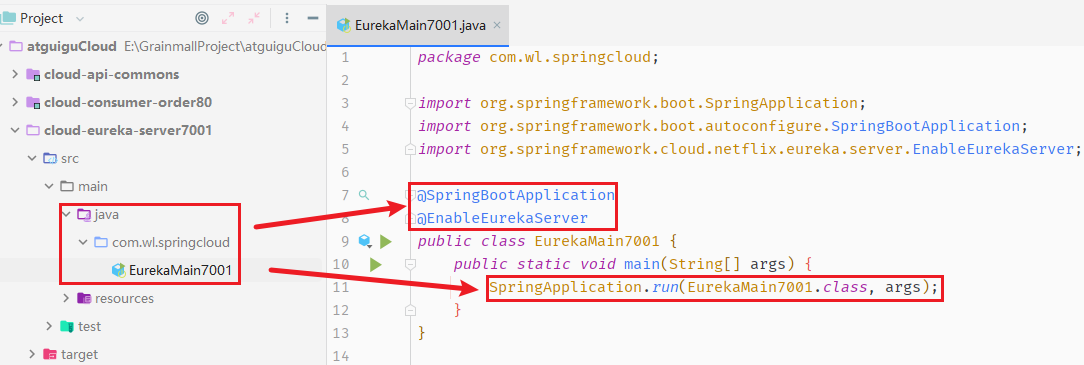 Project
atguiguCloud E:\GrainmallProject\atguiguCloud
cloud-api-commons
cloud-consumer-order80
cloud-eureka-server7001
src
main
java
com.wl.springcloud
EurekaMain7001
resources
test
target
EurekaMain7001.java
1 package com.wl.springcloud;
2
3 import org.springframework.boot.SpringApplication;
4 import org.springframework.boot.autoconfigure.SpringBootApplication;
5 import org.springframework.cloud.netflix.eureka.server.EnableEurekaServer;
6
7 @SpringBootApplication
8 @EnableEurekaServer
9 public class EurekaMain7001 {
10 public static void main(String[] args) {
11 SpringApplication.run(EurekaMain7001.class, args);
12 }
13 }
14